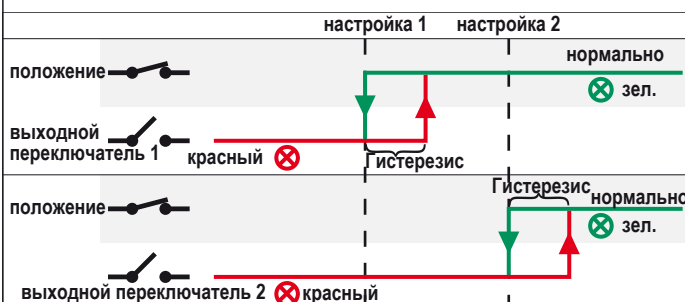 настройка 1 настройка 2
нормально
положение
зел.
выходной
переключатель 1
красный
Гистерезис
Гистерезис
нормально
положение
зел.
выходной переключатель 2
красный